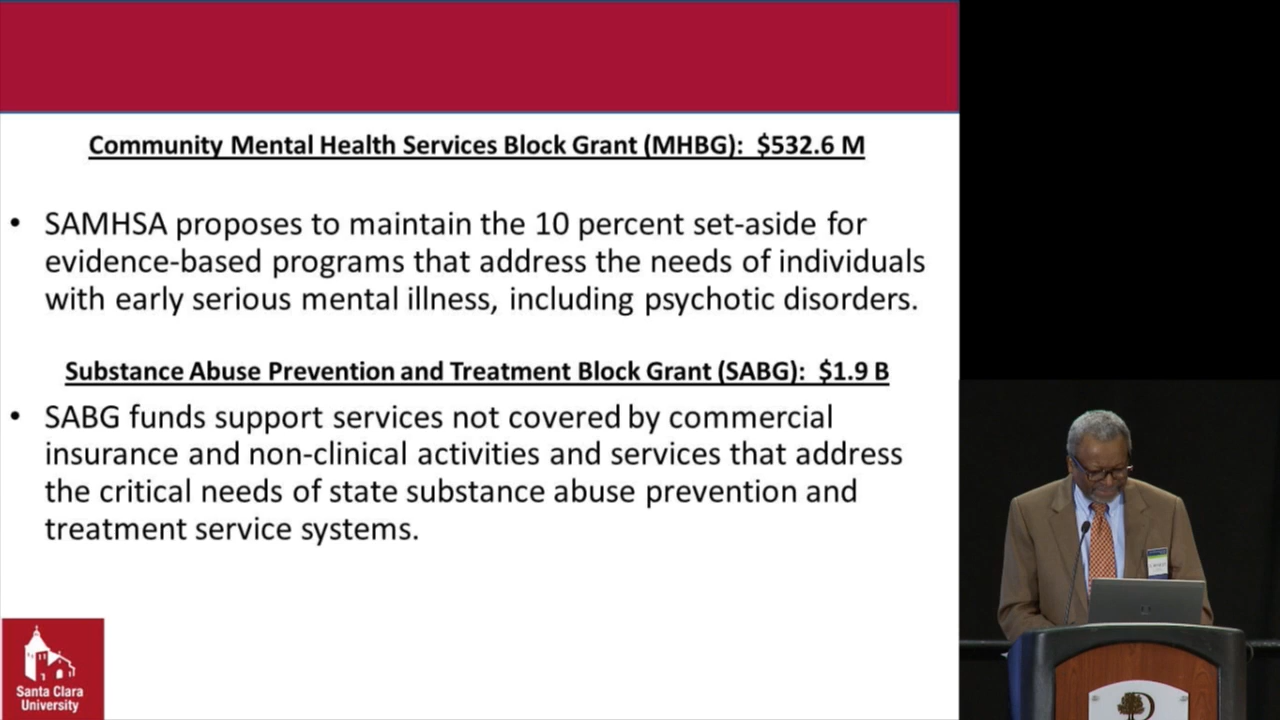 Community Mental Health Services Block Grant (MHBG): $532.6 M
• SAMHSA proposes to maintain the 10 percent set-aside for
evidence-based programs that address the needs of individuals
with early serious mental illness, including psychotic disorders.
Substance Abuse Prevention and Treatment Block Grant (SABG): $1.9 B
• SABG funds support services not covered by commercial
insurance and non-clinical activities and services that address
the critical needs of state substance abuse prevention and
treatment service systems.
Santa Clara
University
D